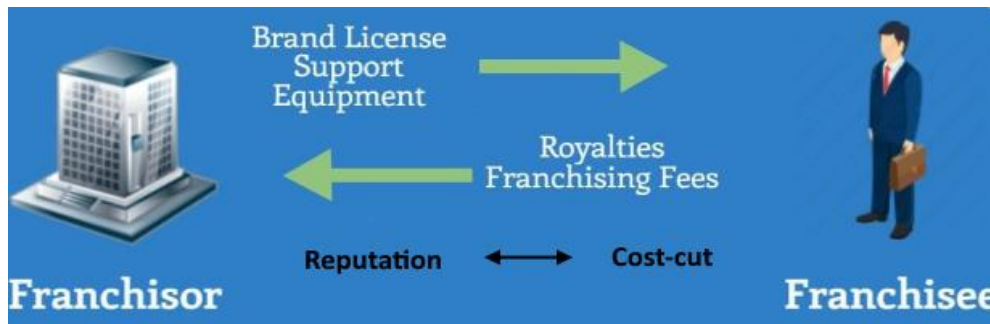 Brand License
Support
Equipment
Royalties
Franchising Fees
Reputation Cost-cut
Franchisor Franchisee